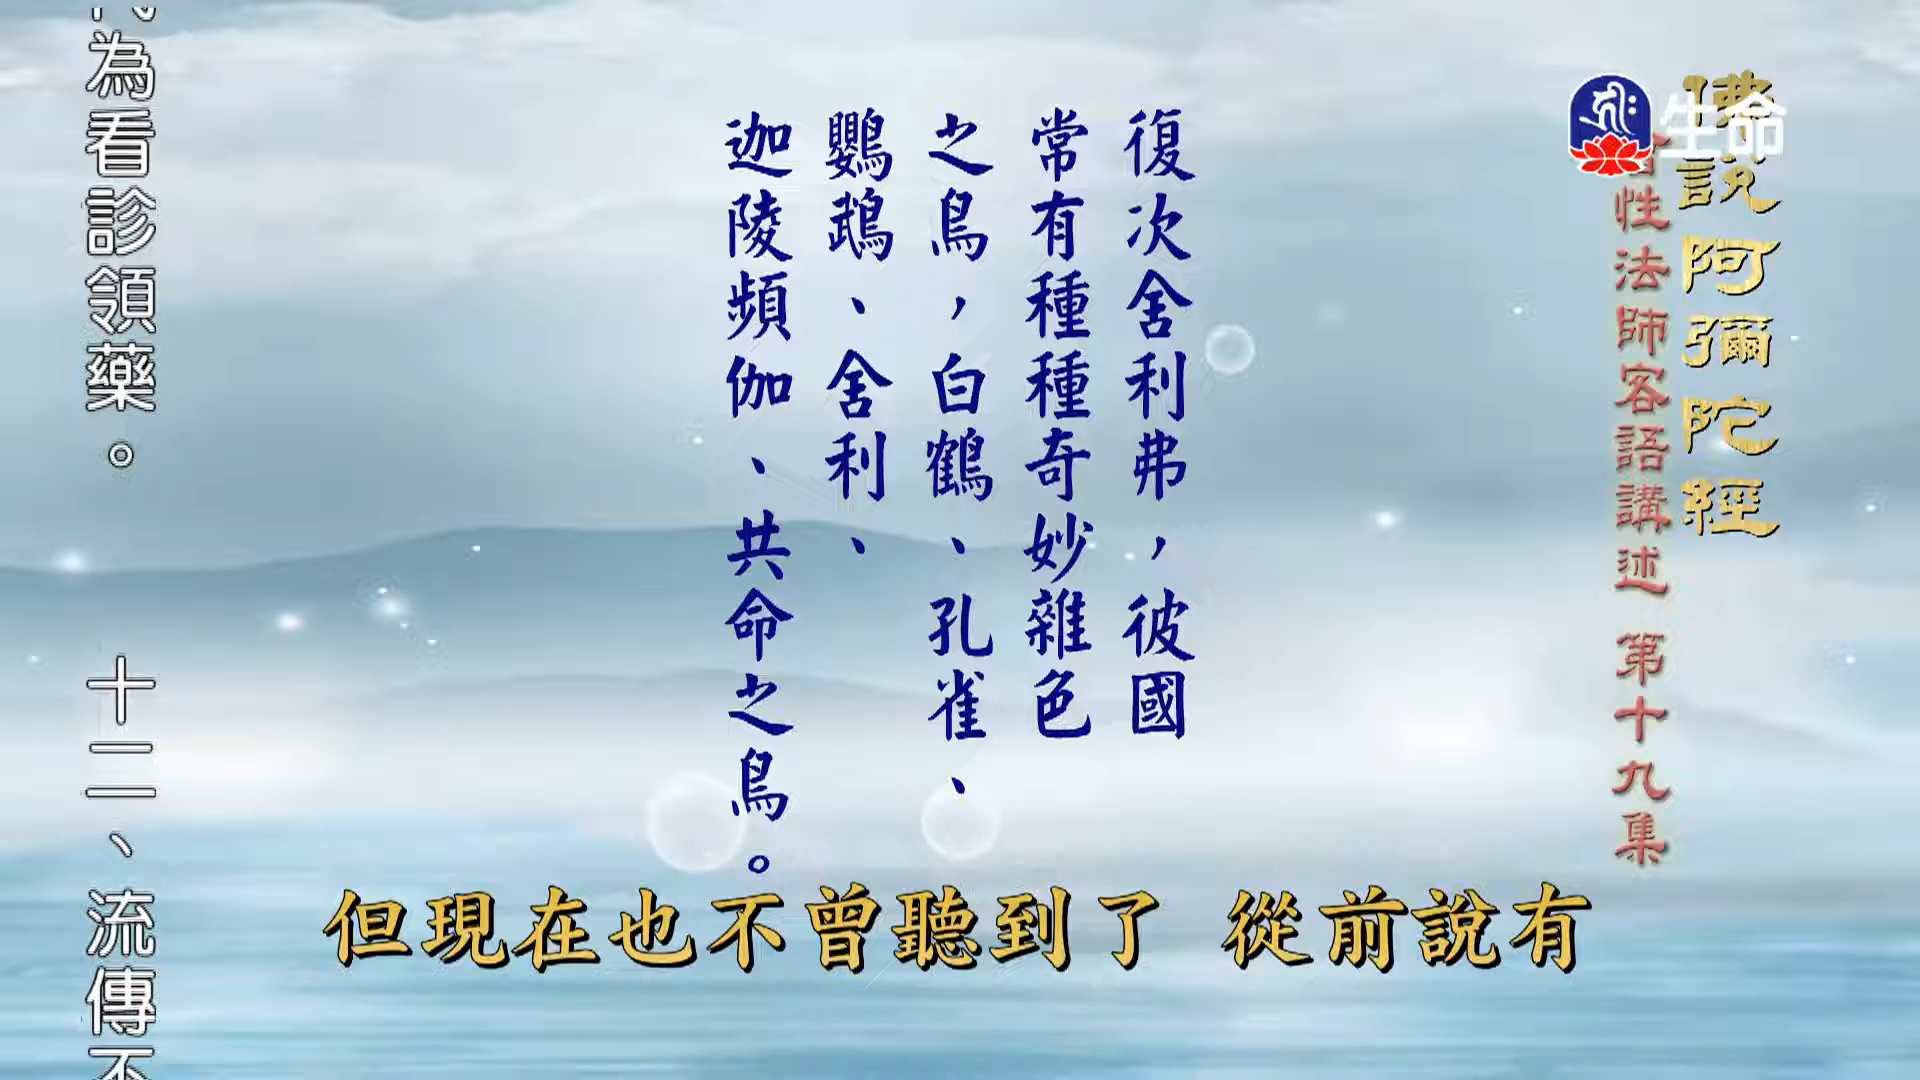 佛說阿彌陀經
性法師客語講述 第十九集
生命
復次舍利弗，彼國
常有種種奇妙雜色
之鳥，白鶴、孔雀、
鸚鵡、舍利、
迦陵頻伽、共命之鳥。
為看診領藥。 十二、流傳不
但現在也不曾聽到了 從前說有